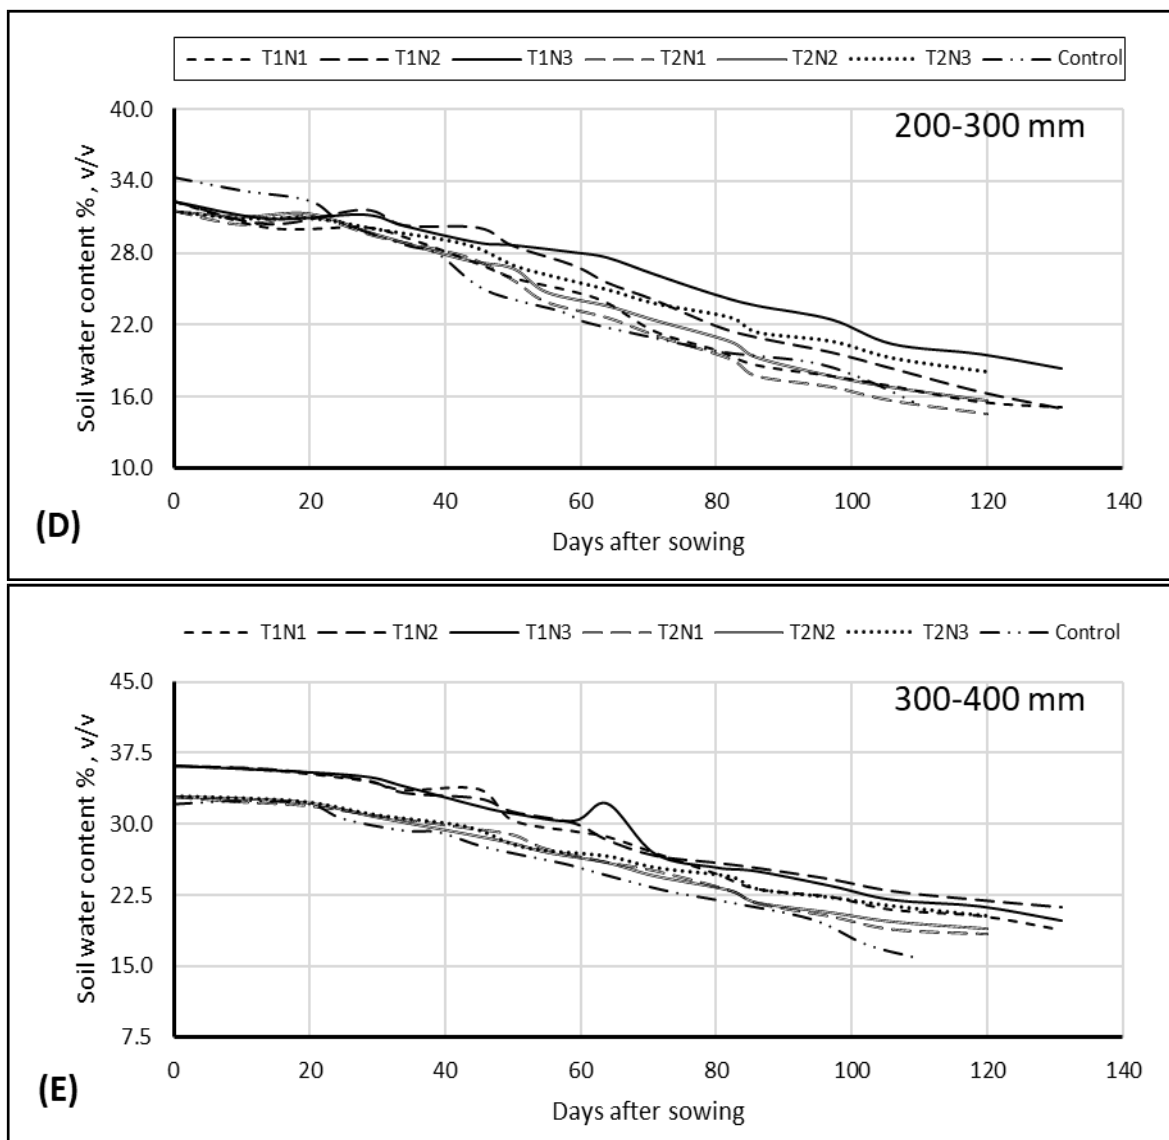 T1N1 T1N2 T1N3 T2N1 T2N2 T2N3 Control
200-300 mm
Soil water content %, v/v
40.0
34.0
28.0
22.0
16.0
10.0
0 20 40 60 80 100 120 140
Days after sowing
(D)
T1N1 T1N2 T1N3 T2N1 T2N2 T2N3 Control
300-400 mm
Soil water content %, v/v
45.0
37.5
30.0
22.5
15.0
7.5
0 20 40 60 80 100 120 140
Days after sowing
(E)